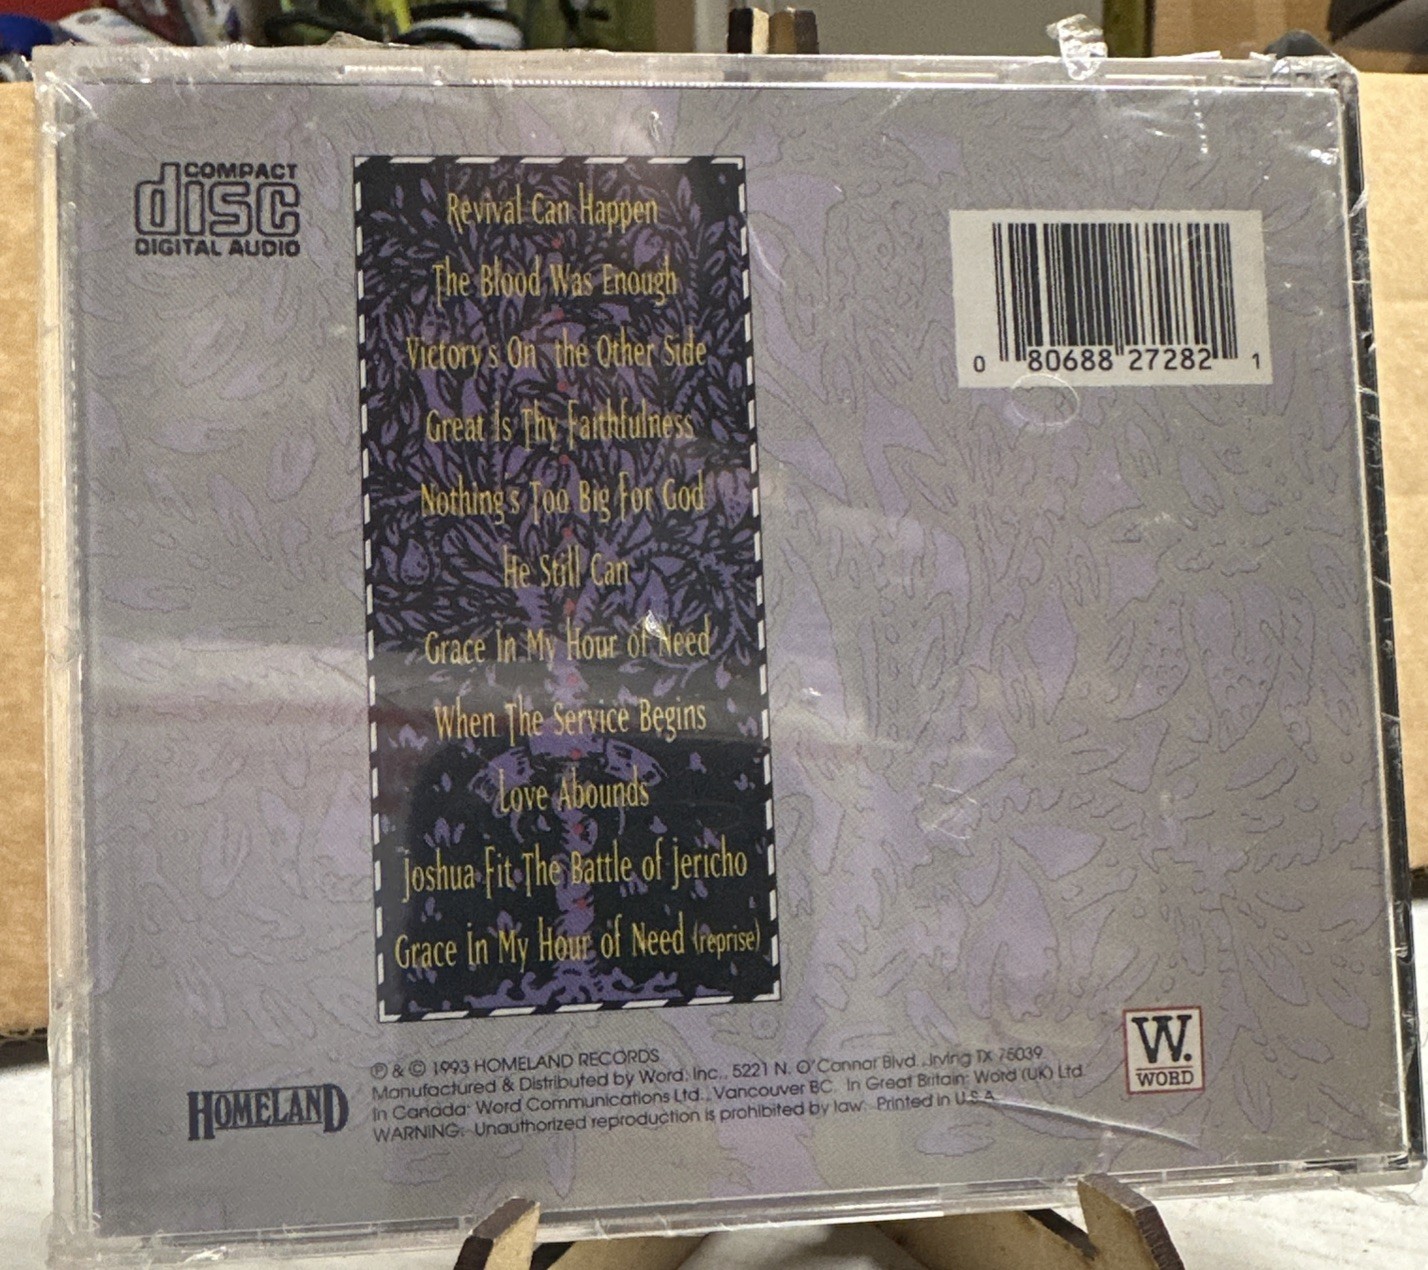 COMPACT
disc
DIGITAL AUDIO
Revival Can Happen
The Blood Was Enough
Victory's On the Other Side
Great Is Thy Faithfulness
Nothing's Too Big For God
He Still Can
Grace In My Hour of Need
When The Service Begins
Love Abounds
Joshua Fit The Battle of Jericho
Grace in My Hour of Need (reprise)
0 80688 27282 1
HOMELAND
℗ & © 1993 HOMELAND RECORDS
Manufactured & Distributed by Word, Inc., 5221 N. O'Connor Blvd., Irving TX 75039
In Canada: Word Communications Ltd., Vancouver BC. In Great Britain: Word (UK) Ltd.
WARNING: Unauthorized reproduction is prohibited by law. Printed in U.S.A.
W.
WORD